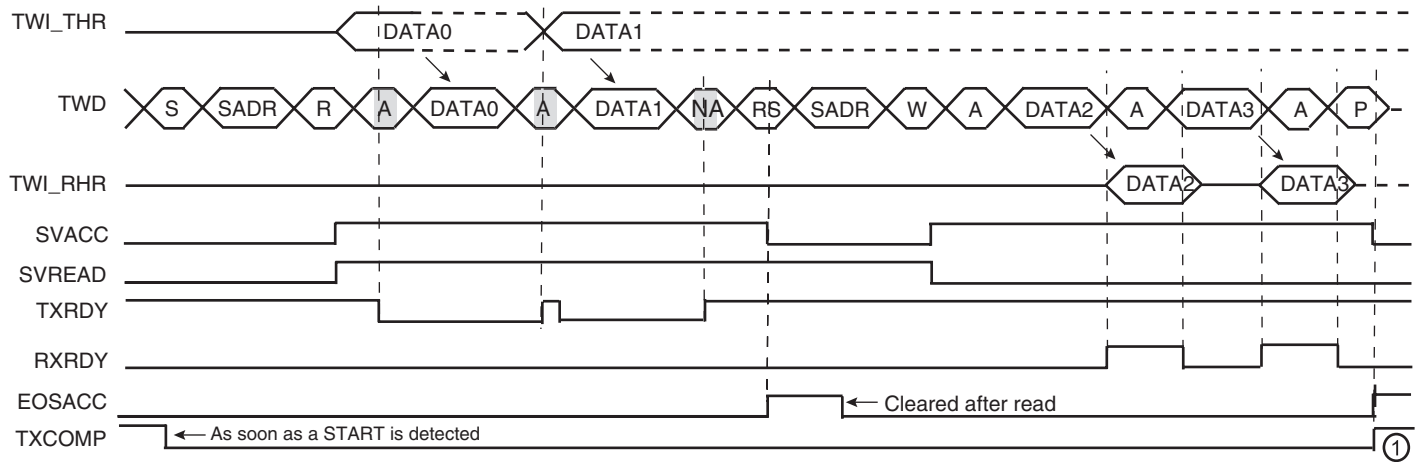 TWI_THR DATA0 DATA1
TWD S SADR R A DATA0 A DATA1 NA RS SADR W A DATA2 A DATA3 A P
TWI_RHR DATA2 DATA3
SVACC
SVREAD
TXRDY
RXRDY
EOSACC Cleared after read
TXCOMP As soon as a START is detected 1